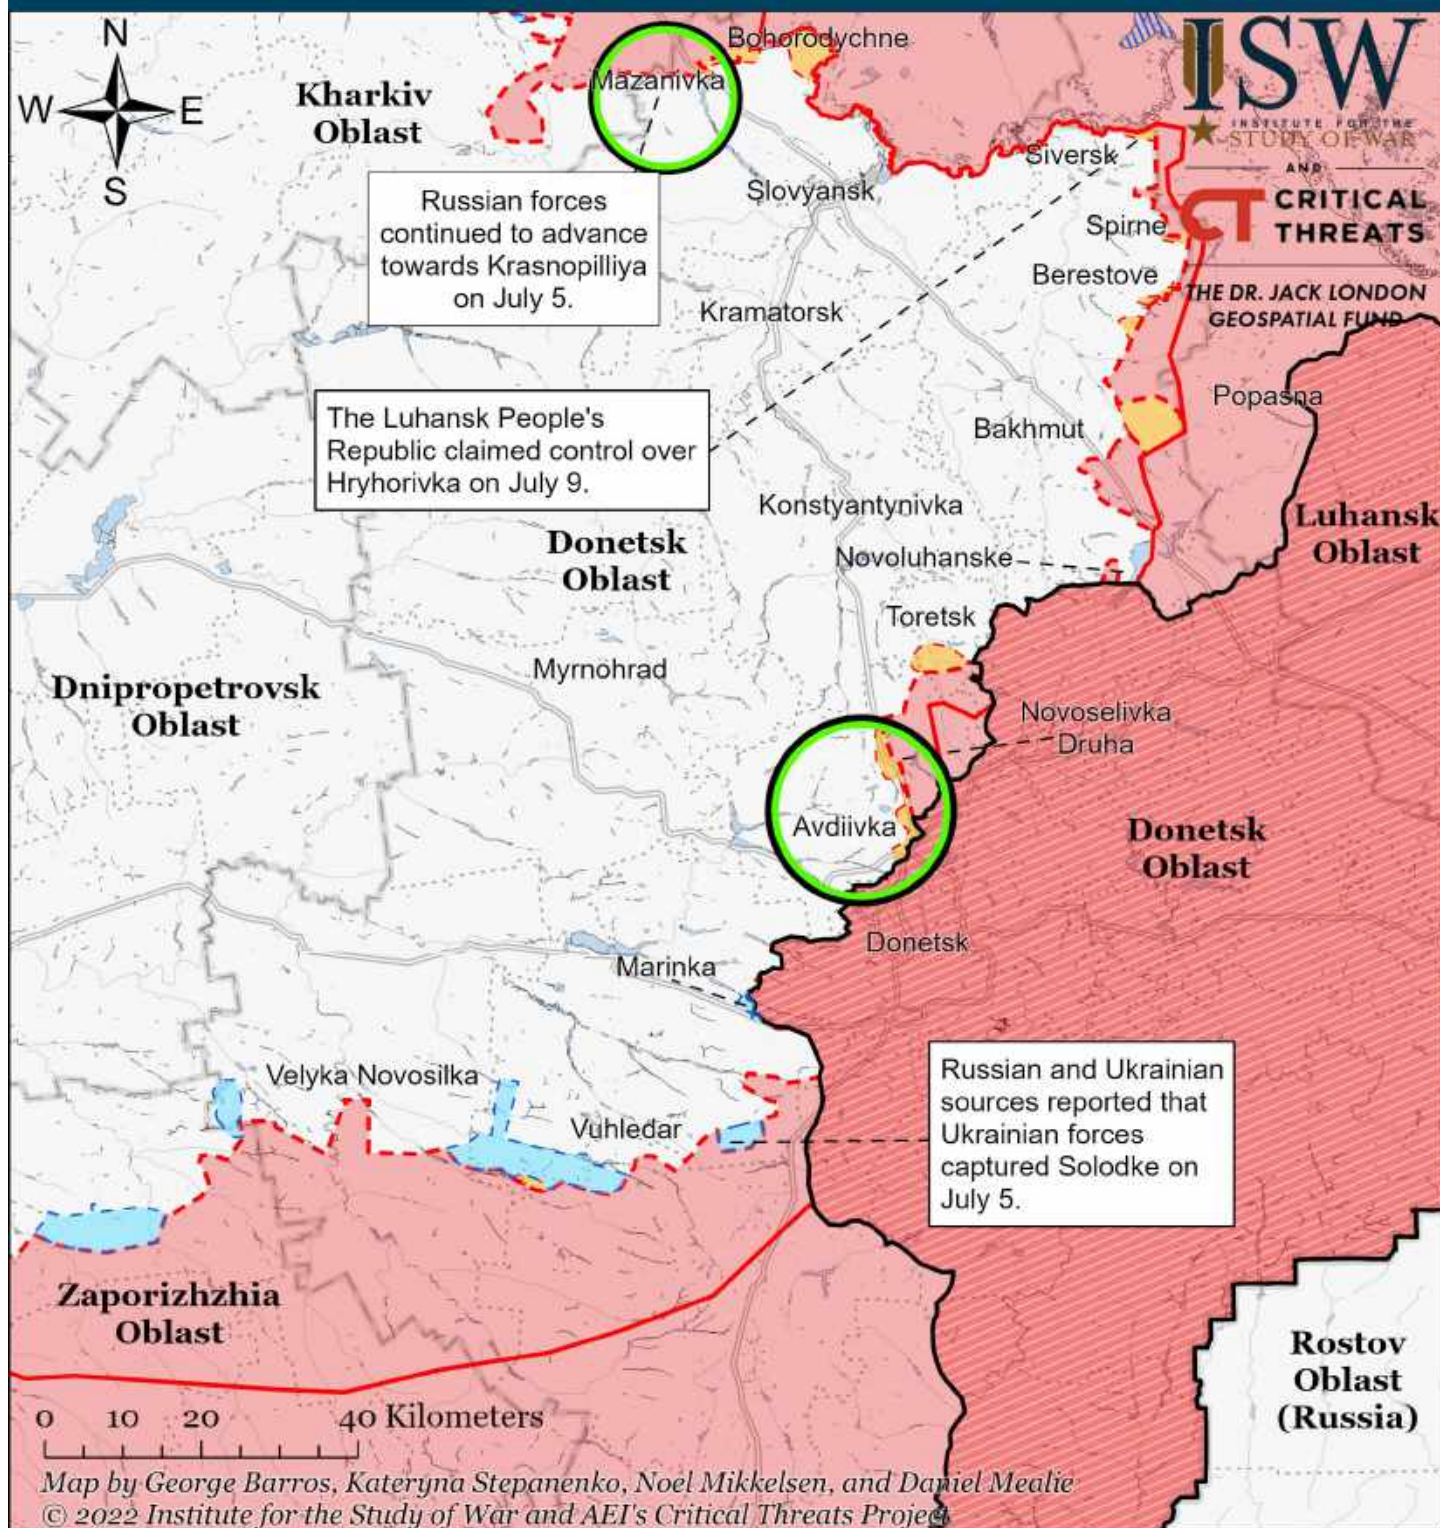 N
W
E
S
Kharkiv
Oblast
Mazanivka
Bohorodychne
ISW
INSTITUTE FOR THE
STUDY OF WAR
AND
CT CRITICAL
THREATS
THE DR. JACK LONDON
GEOSPATIAL FUND
Siversk
Slovyansk
Spirne
Berestove
Russian forces
continued to advance
towards Krasnopilliya
on July 5.
Kramatorsk
Popasna
The Luhansk People's
Republic claimed control over
Hryhorivka on July 9.
Bakhmut
Konstyantynivka
Luhansk
Oblast
Donetsk
Oblast
Novoluhanske
Toretsk
Myrnohrad
Dnipropetrovsk
Oblast
Novoselivka
Druha
Avdiivka
Donetsk
Oblast
Donetsk
Marinka
Velyka Novosilka
Vuhledar
Russian and Ukrainian
sources reported that
Ukrainian forces
captured Solodke on
July 5.
Zaporizhzhia
Oblast
Rostov
Oblast
(Russia)
0 10 20 40 Kilometers
Map by George Barros, Kateryna Stepanenko, Noel Mikkelsen, and Daniel Mealie
© 2022 Institute for the Study of War and AEI's Critical Threats Project